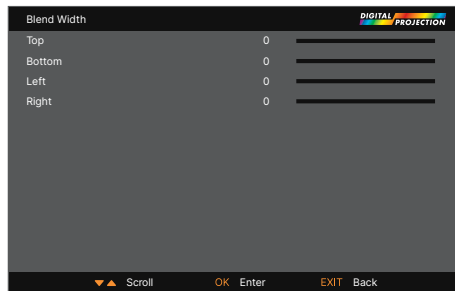 Blend Width
DIGITAL
PROJECTION
Top 0
Bottom 0
Left 0
Right 0
Scroll OK Enter EXIT Back